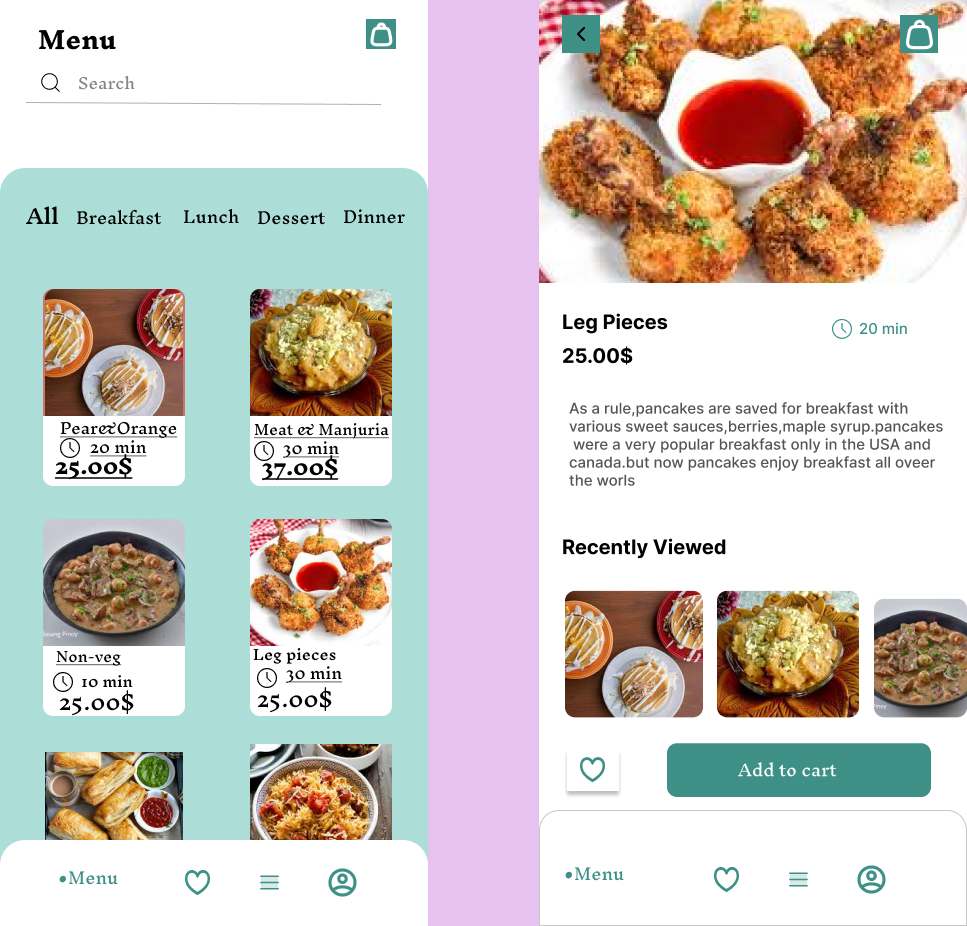 Menu
Search
All Breakfast Lunch Dessert Dinner
Pear&Orange
20 min
25.00$
Meat & Manjuria
30 min
37.00$
Non-veg
10 min
25.00$
Leg pieces
30 min
25.00$
•Menu
Leg Pieces
20 min
25.00$
As a rule,pancakes are saved for breakfast with
various sweet sauces,berries,maple syrup.pancakes
were a very popular breakfast only in the USA and
canada.but now pancakes enjoy breakfast all oveer
the worls
Recently Viewed
Pinoy
Add to cart
•Menu